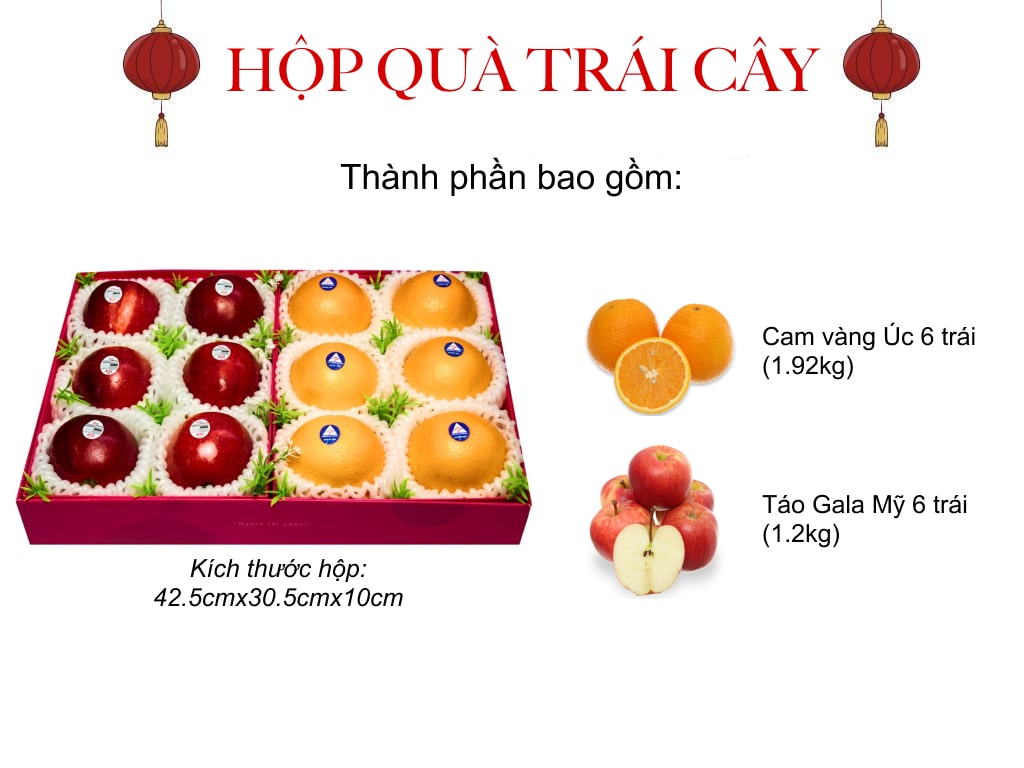 HỘP QUÀ TRÁI CÂY
Thành phần bao gồm:
Cam vàng Úc 6 trái
(1.92kg)
Táo Gala Mỹ 6 trái
(1.2kg)
Kích thước hộp:
42.5cmx30.5cmx10cm